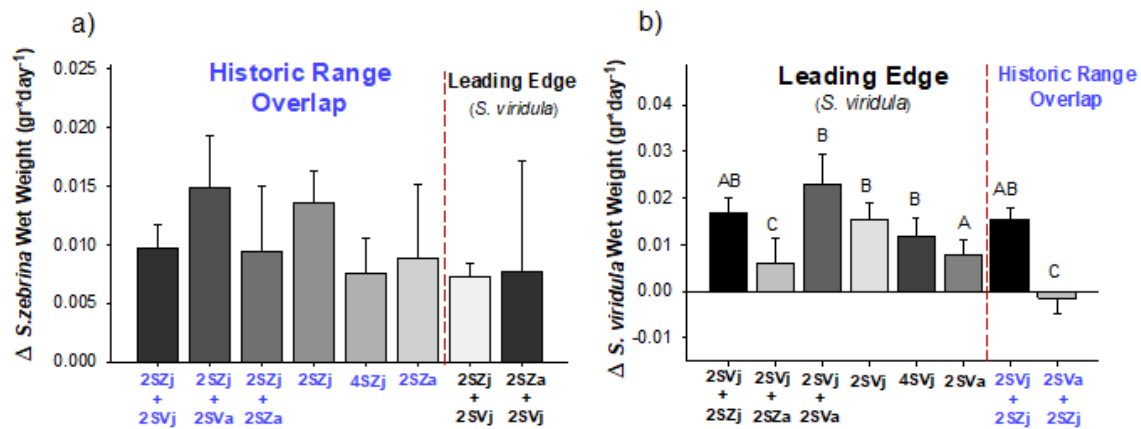 a)
Δ S.zebrina Wet Weight (gr*day-1)
0.025
0.020
0.015
0.010
0.005
0.000
Historic Range
Overlap
Leading Edge
(S. viridula)
2SZj
+
2SVj
2SZj
+
2SVa
2SZj
+
2SZa
2SZj
4SZj
2SZa
2SZj
+
2SVj
2SZa
+
2SVj
b)
Δ S. viridula Wet Weight (gr*day-1)
0.04
0.03
0.02
0.01
0.00
-0.01
Leading Edge
(S. viridula)
Historic Range
Overlap
AB
C
B
B
B
A
AB
C
2SVj
+
2SZj
2SVj
+
2SZa
2SVj
+
2SVa
2SVj
4SVj
2SVa
2SVj
+
2SZj
2SVa
+
2SZj